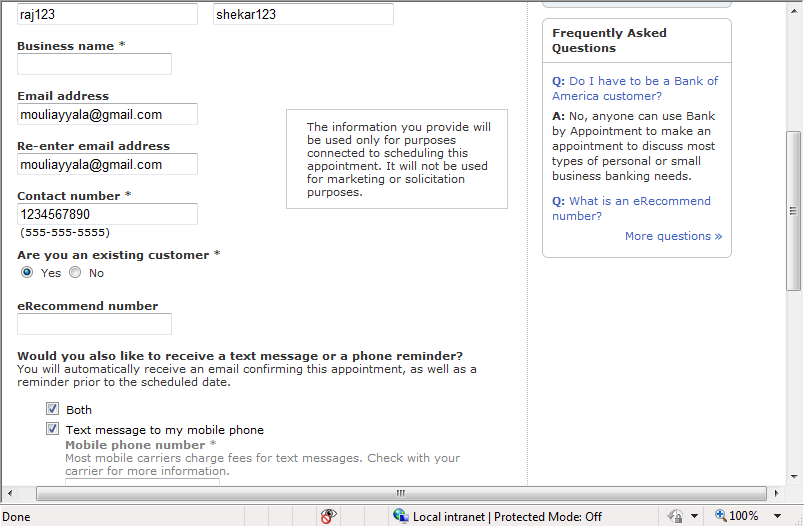 raj123 shekar123
Business name *
Email address
mouliayyala@gmail.com
Re-enter email address
mouliayyala@gmail.com
Contact number *
1234567890
(555-555-5555)
Are you an existing customer *
Yes No
eRecommend number
Would you also like to receive a text message or a phone reminder?
You will automatically receive an email confirming this appointment, as well as a
reminder prior to the scheduled date.
Both
Text message to my mobile phone
Mobile phone number *
Most mobile carriers charge fees for text messages. Check with your
carrier for more information.
The information you provide will
be used only for purposes
connected to scheduling this
appointment. It will not be used
for marketing or solicitation
purposes.
Frequently Asked
Questions
Q: Do I have to be a Bank of
America customer?
A: No, anyone can use Bank
by Appointment to make an
appointment to discuss most
types of personal or small
business banking needs.
Q: What is an eRecommend
number?
More questions »
Done
Local intranet | Protected Mode: Off
100%